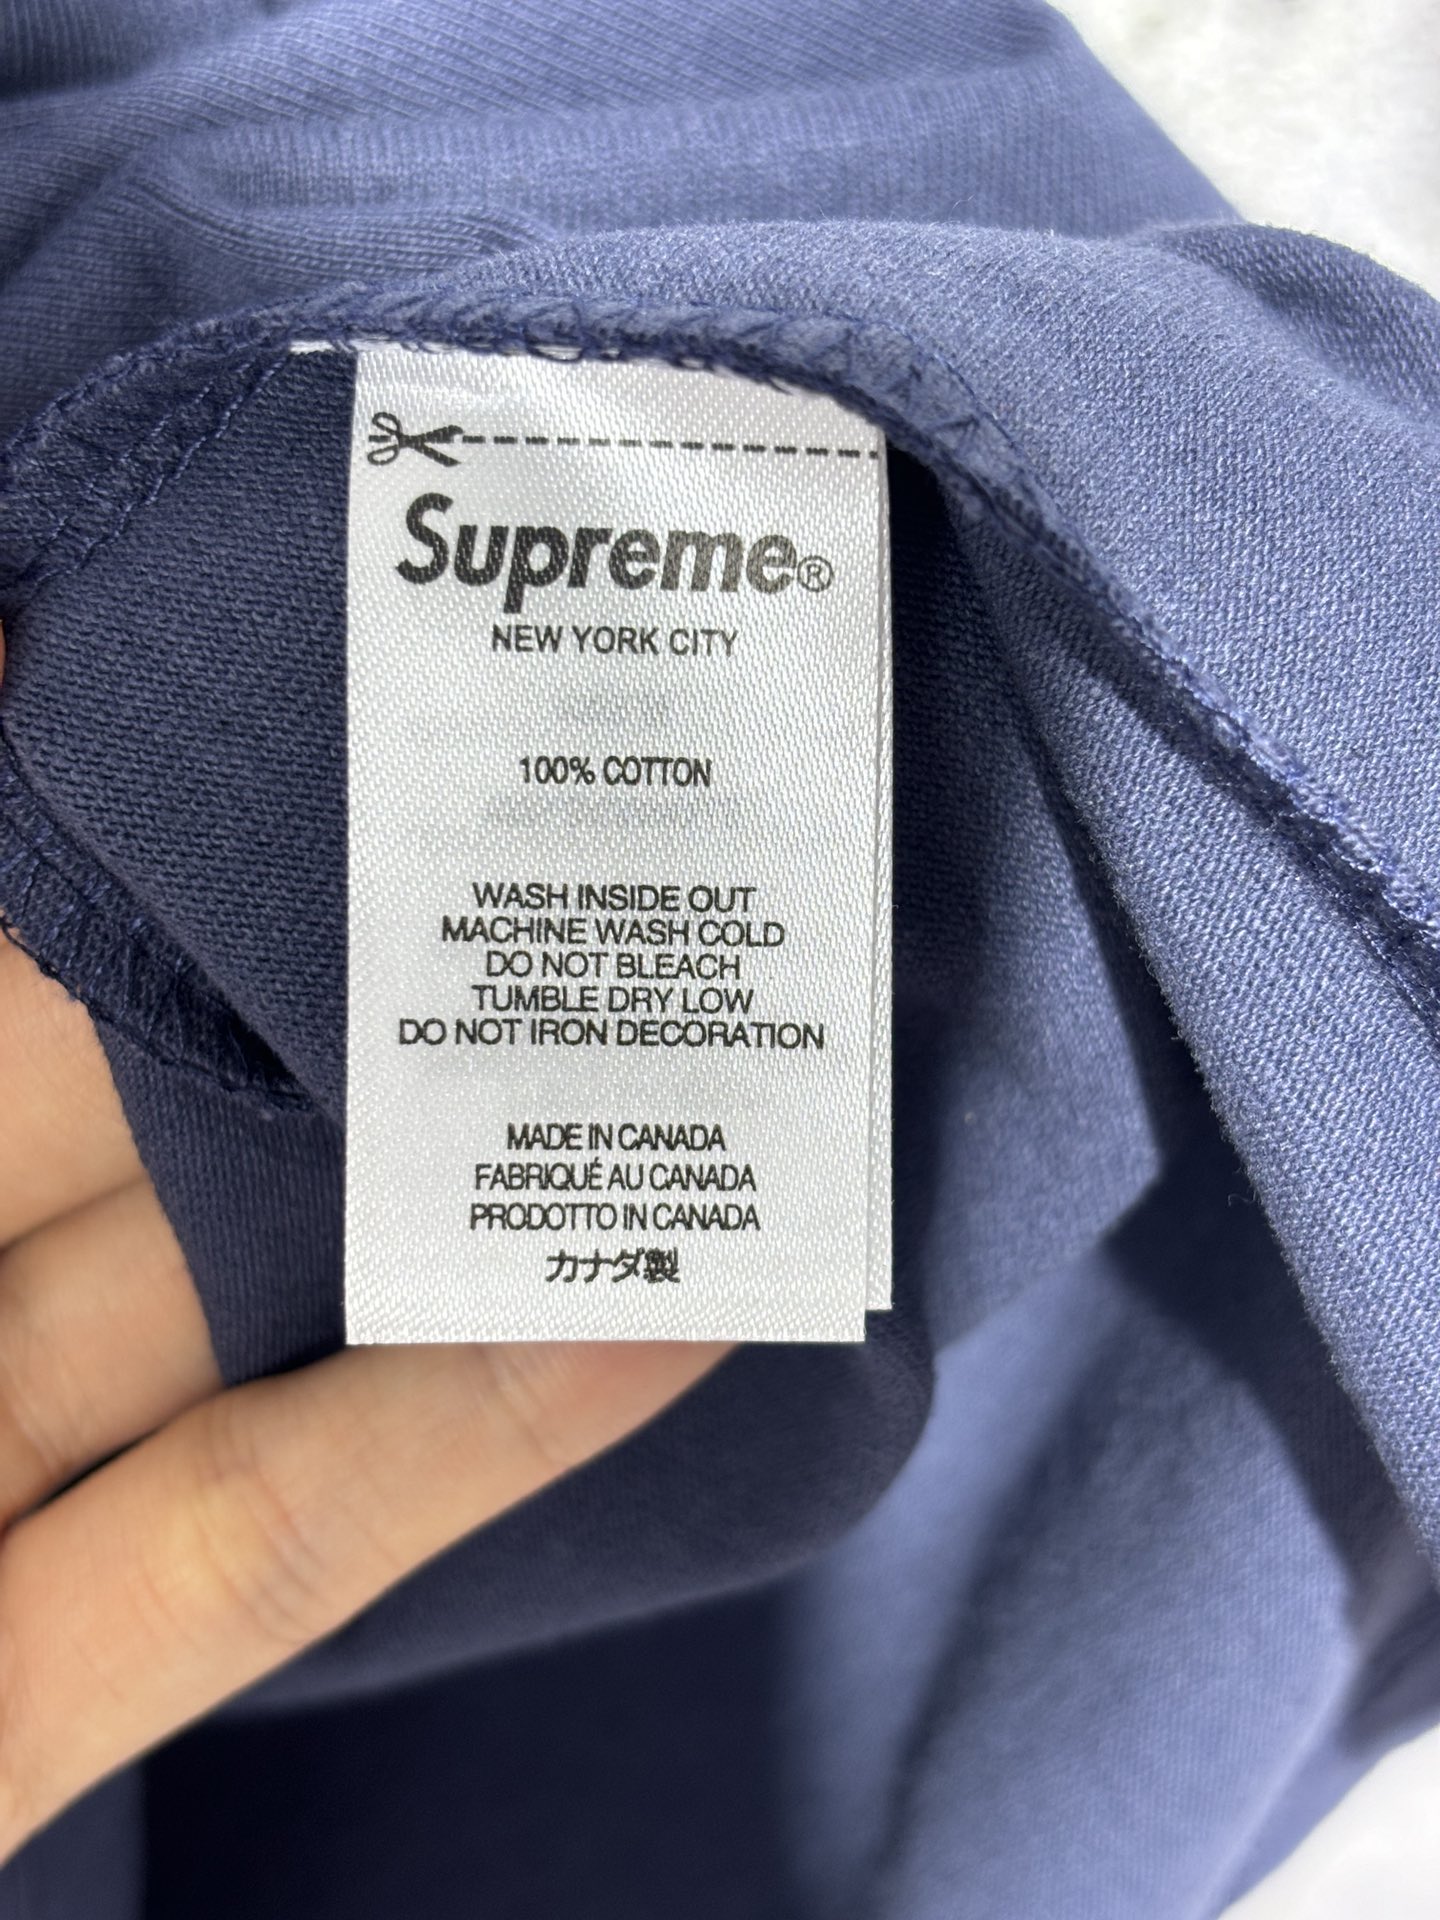 Supreme®
NEW YORK CITY
100% COTTON
WASH INSIDE OUT
MACHINE WASH COLD
DO NOT BLEACH
TUMBLE DRY LOW
DO NOT IRON DECORATION
MADE IN CANADA
FABRIQUÉ AU CANADA
PRODOTTO IN CANADA
カナダ製